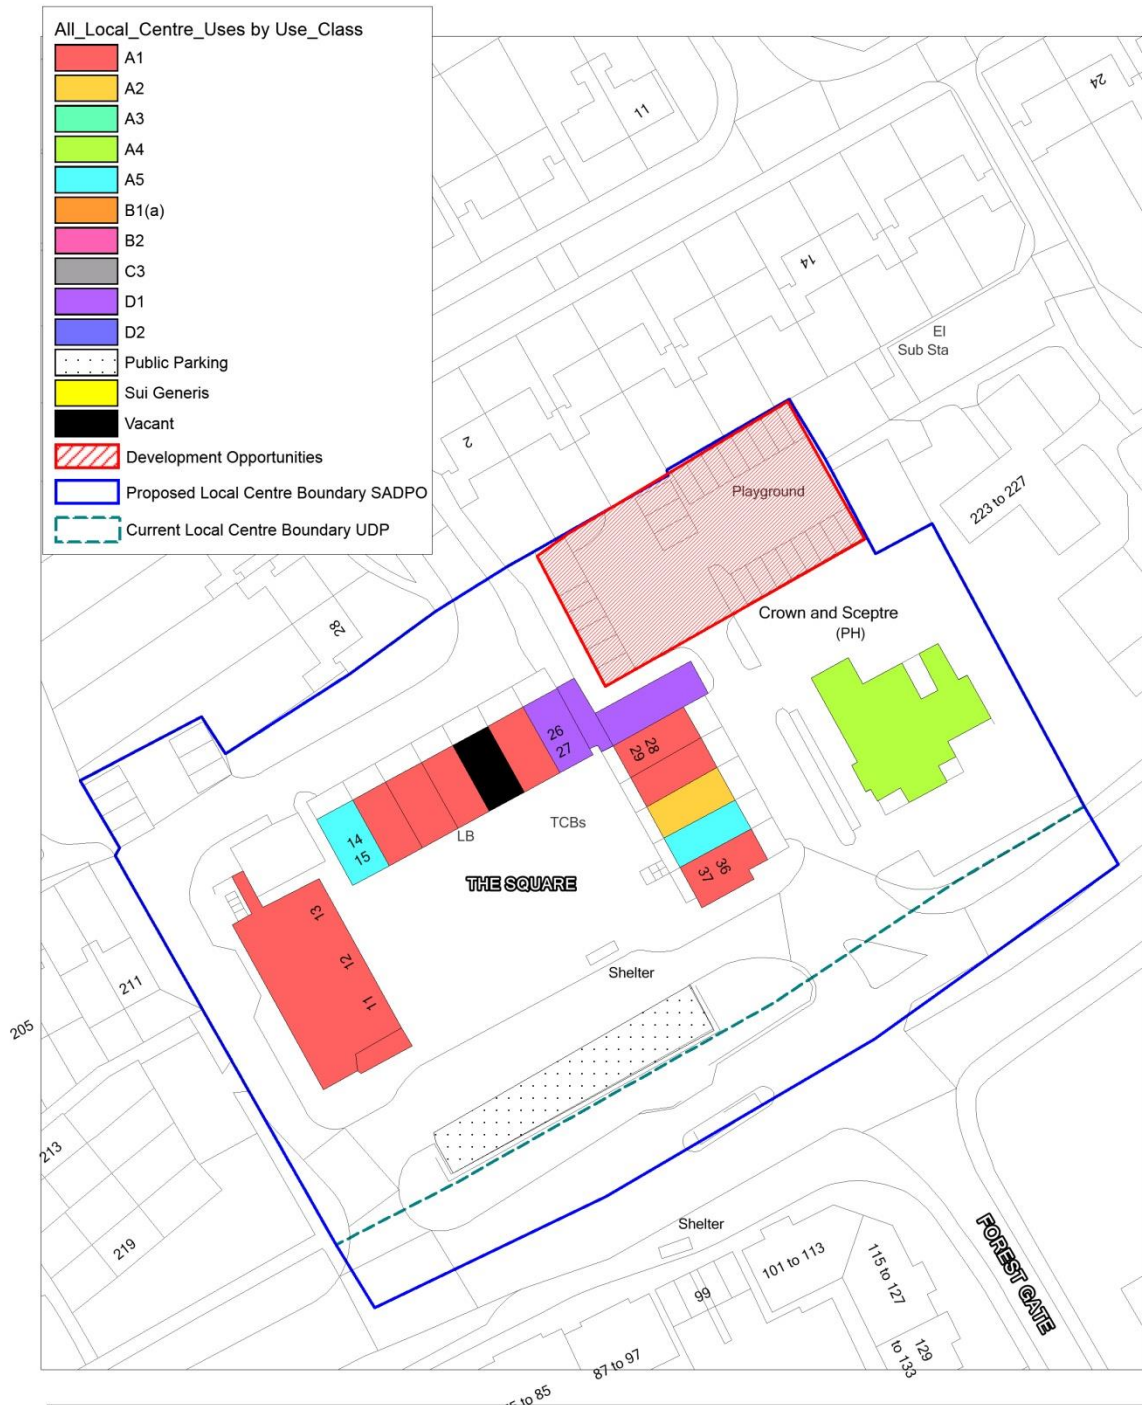 All_Local_Centre_Uses by Use_Class
A1
A2
A3
A4
A5
B1(a)
B2
C3
D1
D2
Public Parking
Sui Generis
Vacant
Development Opportunities
Proposed Local Centre Boundary SADPO
Current Local Centre Boundary UDP
11
24
14
El
Sub Sta
2
Playground
223 to 227
28
Crown and Sceptre
(PH)
26
27
28
29
14
15
LB
TCBs
THE SQUARE
36
37
13
12
11
211
205
Shelter
213
219
Shelter
FOREST GATE
101 to 113
115 to 127
99
129
to 133
87 to 97
to 85